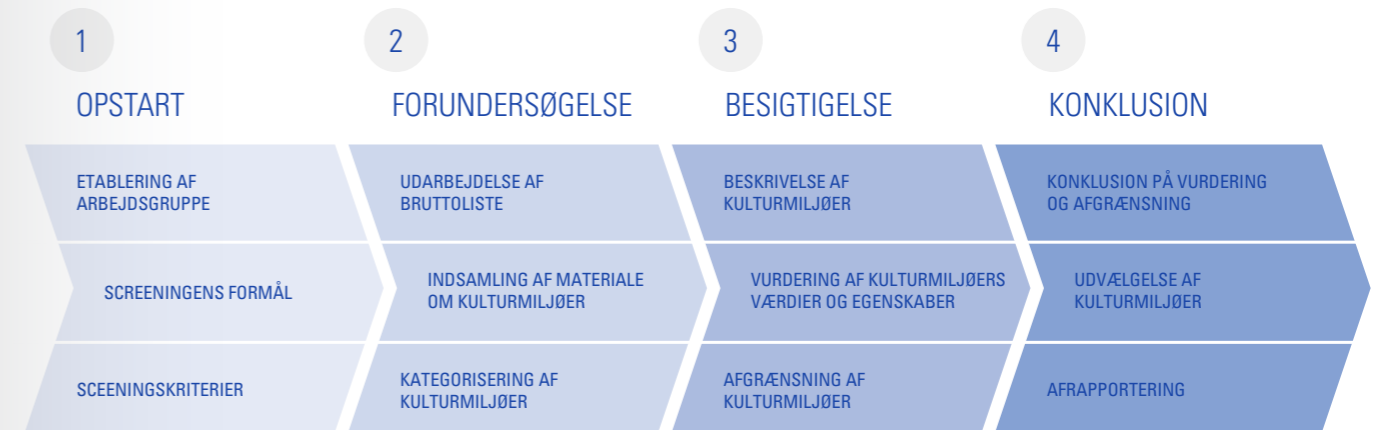 1
OPSTART
ETABLERING AF
ARBEJDSGRUPPE
SCREENINGENS FORMÅL
SCEENINGSKRITERIER
2
FORUNDERSØGELSE
UDARBEJDELSE AF
BRUTTOLISTE
INDSAMLING AF MATERIALE
OM KULTURMILJØER
KATEGORISERING AF
KULTURMILJØER
3
BESIGTIGELSE
BESKRIVELSE AF
KULTURMILJØER
VURDERING AF KULTURMILJØERS
VÆRDIER OG EGENSKABER
AFGRÆNSNING AF
KULTURMILJØER
4
KONKLUSION
KONKLUSION PÅ VURDERING
OG AFGRÆNSNING
UDVÆLGELSE AF
KULTURMILJØER
AFRAPPORTERING